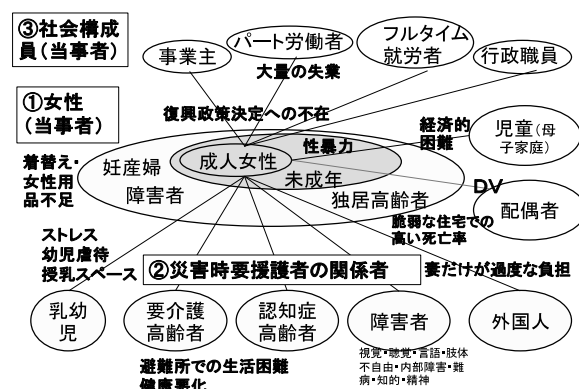 ③社会構成
員(当事者)
事業主
パート労働者
フルタイム
就労者
行政職員
大量の失業
①女性
(当事者)
復興政策決定への不在
経済的
困難
児童(母
子家庭)
着替え・
女性用
品不足
妊産婦
障害者
成人女性
性暴力
未成年
独居高齢者
DV
配偶者
脆弱な住宅での
高い死亡率
ストレス
幼児虐待
授乳スペース
②災害時要援護者の関係者
妻だけが過度な負担
乳幼
児
要介護
高齢者
認知症
高齢者
障害者
外国人
視覚・聴覚・言語・肢体
不自由・内部障害・難
病・知的・精神
避難所での生活困難
健康悪化